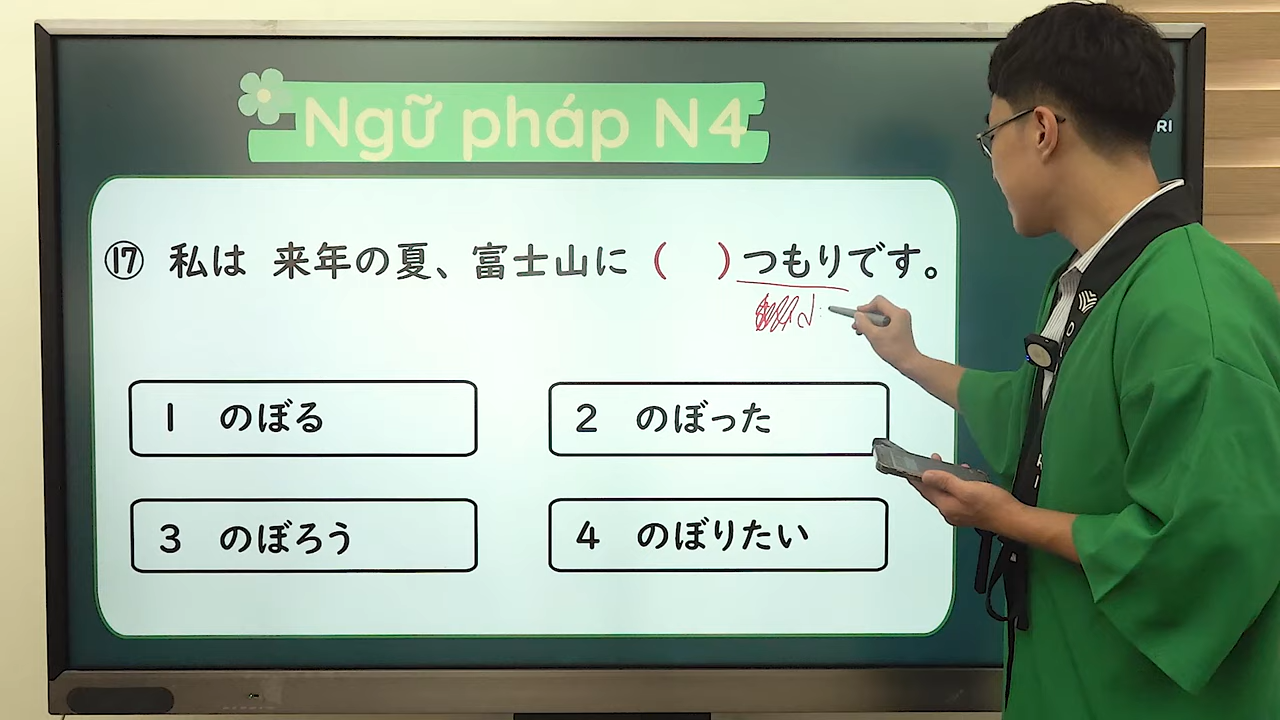 Ngữ pháp N4
RI
⑰ 私は 来年の夏、富士山に（　）つもりです。
1 のぼる
2 のぼった
3 のぼろう
4 のぼりたい